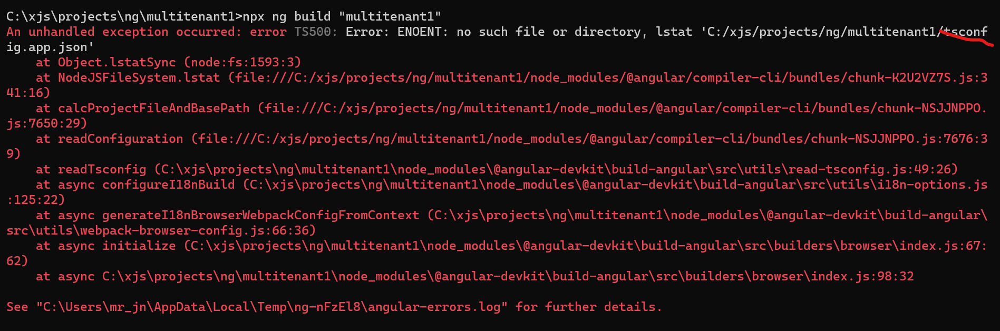 C:\xjs\projects\ng\multitenant1>npx ng build "multitenant1"
An unhandled exception occurred: error TS500: Error: ENOENT: no such file or directory, lstat 'C:/xjs/projects/ng/multitenant1/tsconf
ig.app.json'
    at Object.lstatSync (node:fs:1593:3)
    at NodeJSFileSystem.lstat (file:///C:/xjs/projects/ng/multitenant1/node_modules/@angular/compiler-cli/bundles/chunk-K2U2VZ7S.js:3
41:16)
    at calcProjectFileAndBasePath (file:///C:/xjs/projects/ng/multitenant1/node_modules/@angular/compiler-cli/bundles/chunk-NSJJNPPO.
js:7650:29)
    at readConfiguration (file:///C:/xjs/projects/ng/multitenant1/node_modules/@angular/compiler-cli/bundles/chunk-NSJJNPPO.js:7676:3
9)
    at readTsconfig (C:\xjs\projects\ng\multitenant1\node_modules\@angular-devkit\build-angular\src\utils\read-tsconfig.js:49:26)
    at async configureI18nBuild (C:\xjs\projects\ng\multitenant1\node_modules\@angular-devkit\build-angular\src\utils\i18n-options.js
:125:22)
    at async generateI18nBrowserWebpackConfigFromContext (C:\xjs\projects\ng\multitenant1\node_modules\@angular-devkit\build-angular\
src\utils\webpack-browser-config.js:66:36)
    at async initialize (C:\xjs\projects\ng\multitenant1\node_modules\@angular-devkit\build-angular\src\builders\browser\index.js:67:
62)
    at async C:\xjs\projects\ng\multitenant1\node_modules\@angular-devkit\build-angular\src\builders\browser\index.js:98:32
See "C:\Users\mr_jn\AppData\Local\Temp\ng-nFzEl8\angular-errors.log" for further details.